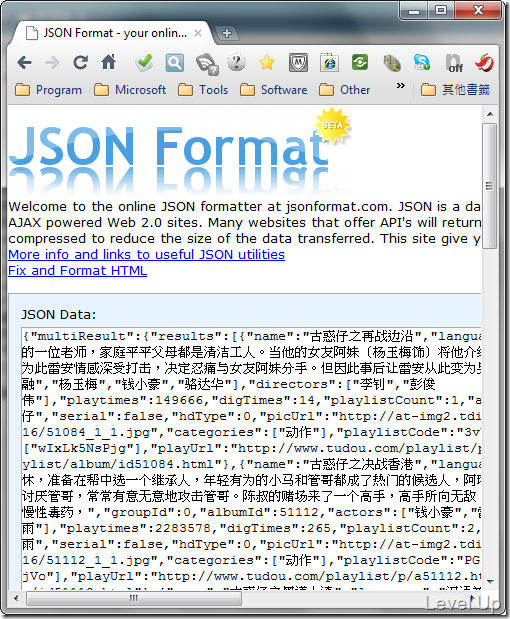 JSON Format - your onlin...
Program
Microsoft
Tools
Software
Other
»
其他書籤
JSON Format
BETA
Welcome to the online JSON formatter at jsonformat.com. JSON is a da
AJAX powered Web 2.0 sites. Many websites that offer API's will return
compressed to reduce the size of the data transferred. This site give y
More info and links to useful JSON utilities
Fix and Format HTML
JSON Data:
{"multiResult":{"results":[{"name":"古惑仔之再战边沿","langua
的一位老师，家庭平平父母都是清洁工人。当他的女友阿妹〔杨玉梅饰〕将他介绍
为此雷安情感深受打击，决定忍痛与女友阿妹分手。但因此事后让雷安从此变为
融","杨玉梅","钱小豪","骆达华"],"directors":["李钊","彭俊
伟"],"playtimes":149666,"digTimes":14,"playlistCount":1,"a
仔","serial":false,"hdType":0,"picUrl":"http://at-img2.tdi
16/51084_1_1.jpg","categories":["动作"],"playlistCode":"3v
["wIxLk5NsPjg"],"playUrl":"http://www.tudou.com/playlist/p
ylist/album/id51084.html"},{"name":"古惑仔之决战香港","langua
休，准备在帮中选一个继承人，年轻有为的小马和管哥都成了热门的候选人，阿
讨厌管哥，常常有意无意地攻击管哥。陈叔的赌场来了一个高手，高手所向无敌
慢性毒药，","groupId":0,"albumId":51112,"actors":["钱小豪","
雨"],"playtimes":2283578,"digTimes":265,"playlistCount":2,
雨","serial":false,"hdType":0,"picUrl":"http://at-img2.tdi
16/51112_1_1.jpg","categories":["动作"],"playlistCode":"PG
jVo"],"playUrl":"http://www.tudou.com/playlist/p/a51112.h
Level Up